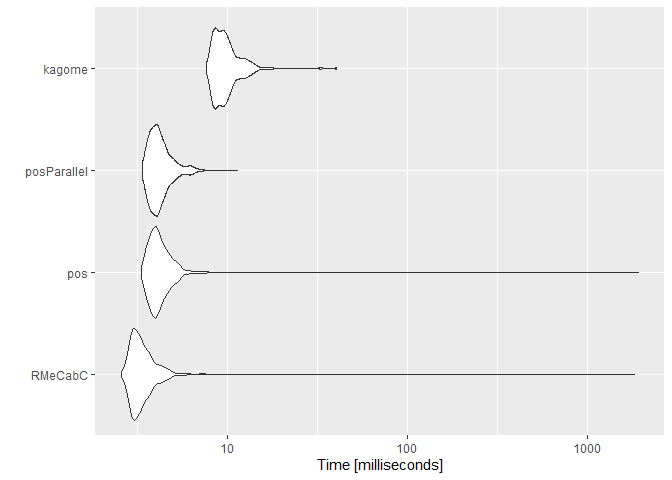 kagome
posParallel
pos
RMeCabC
10 100 1000
Time [milliseconds]